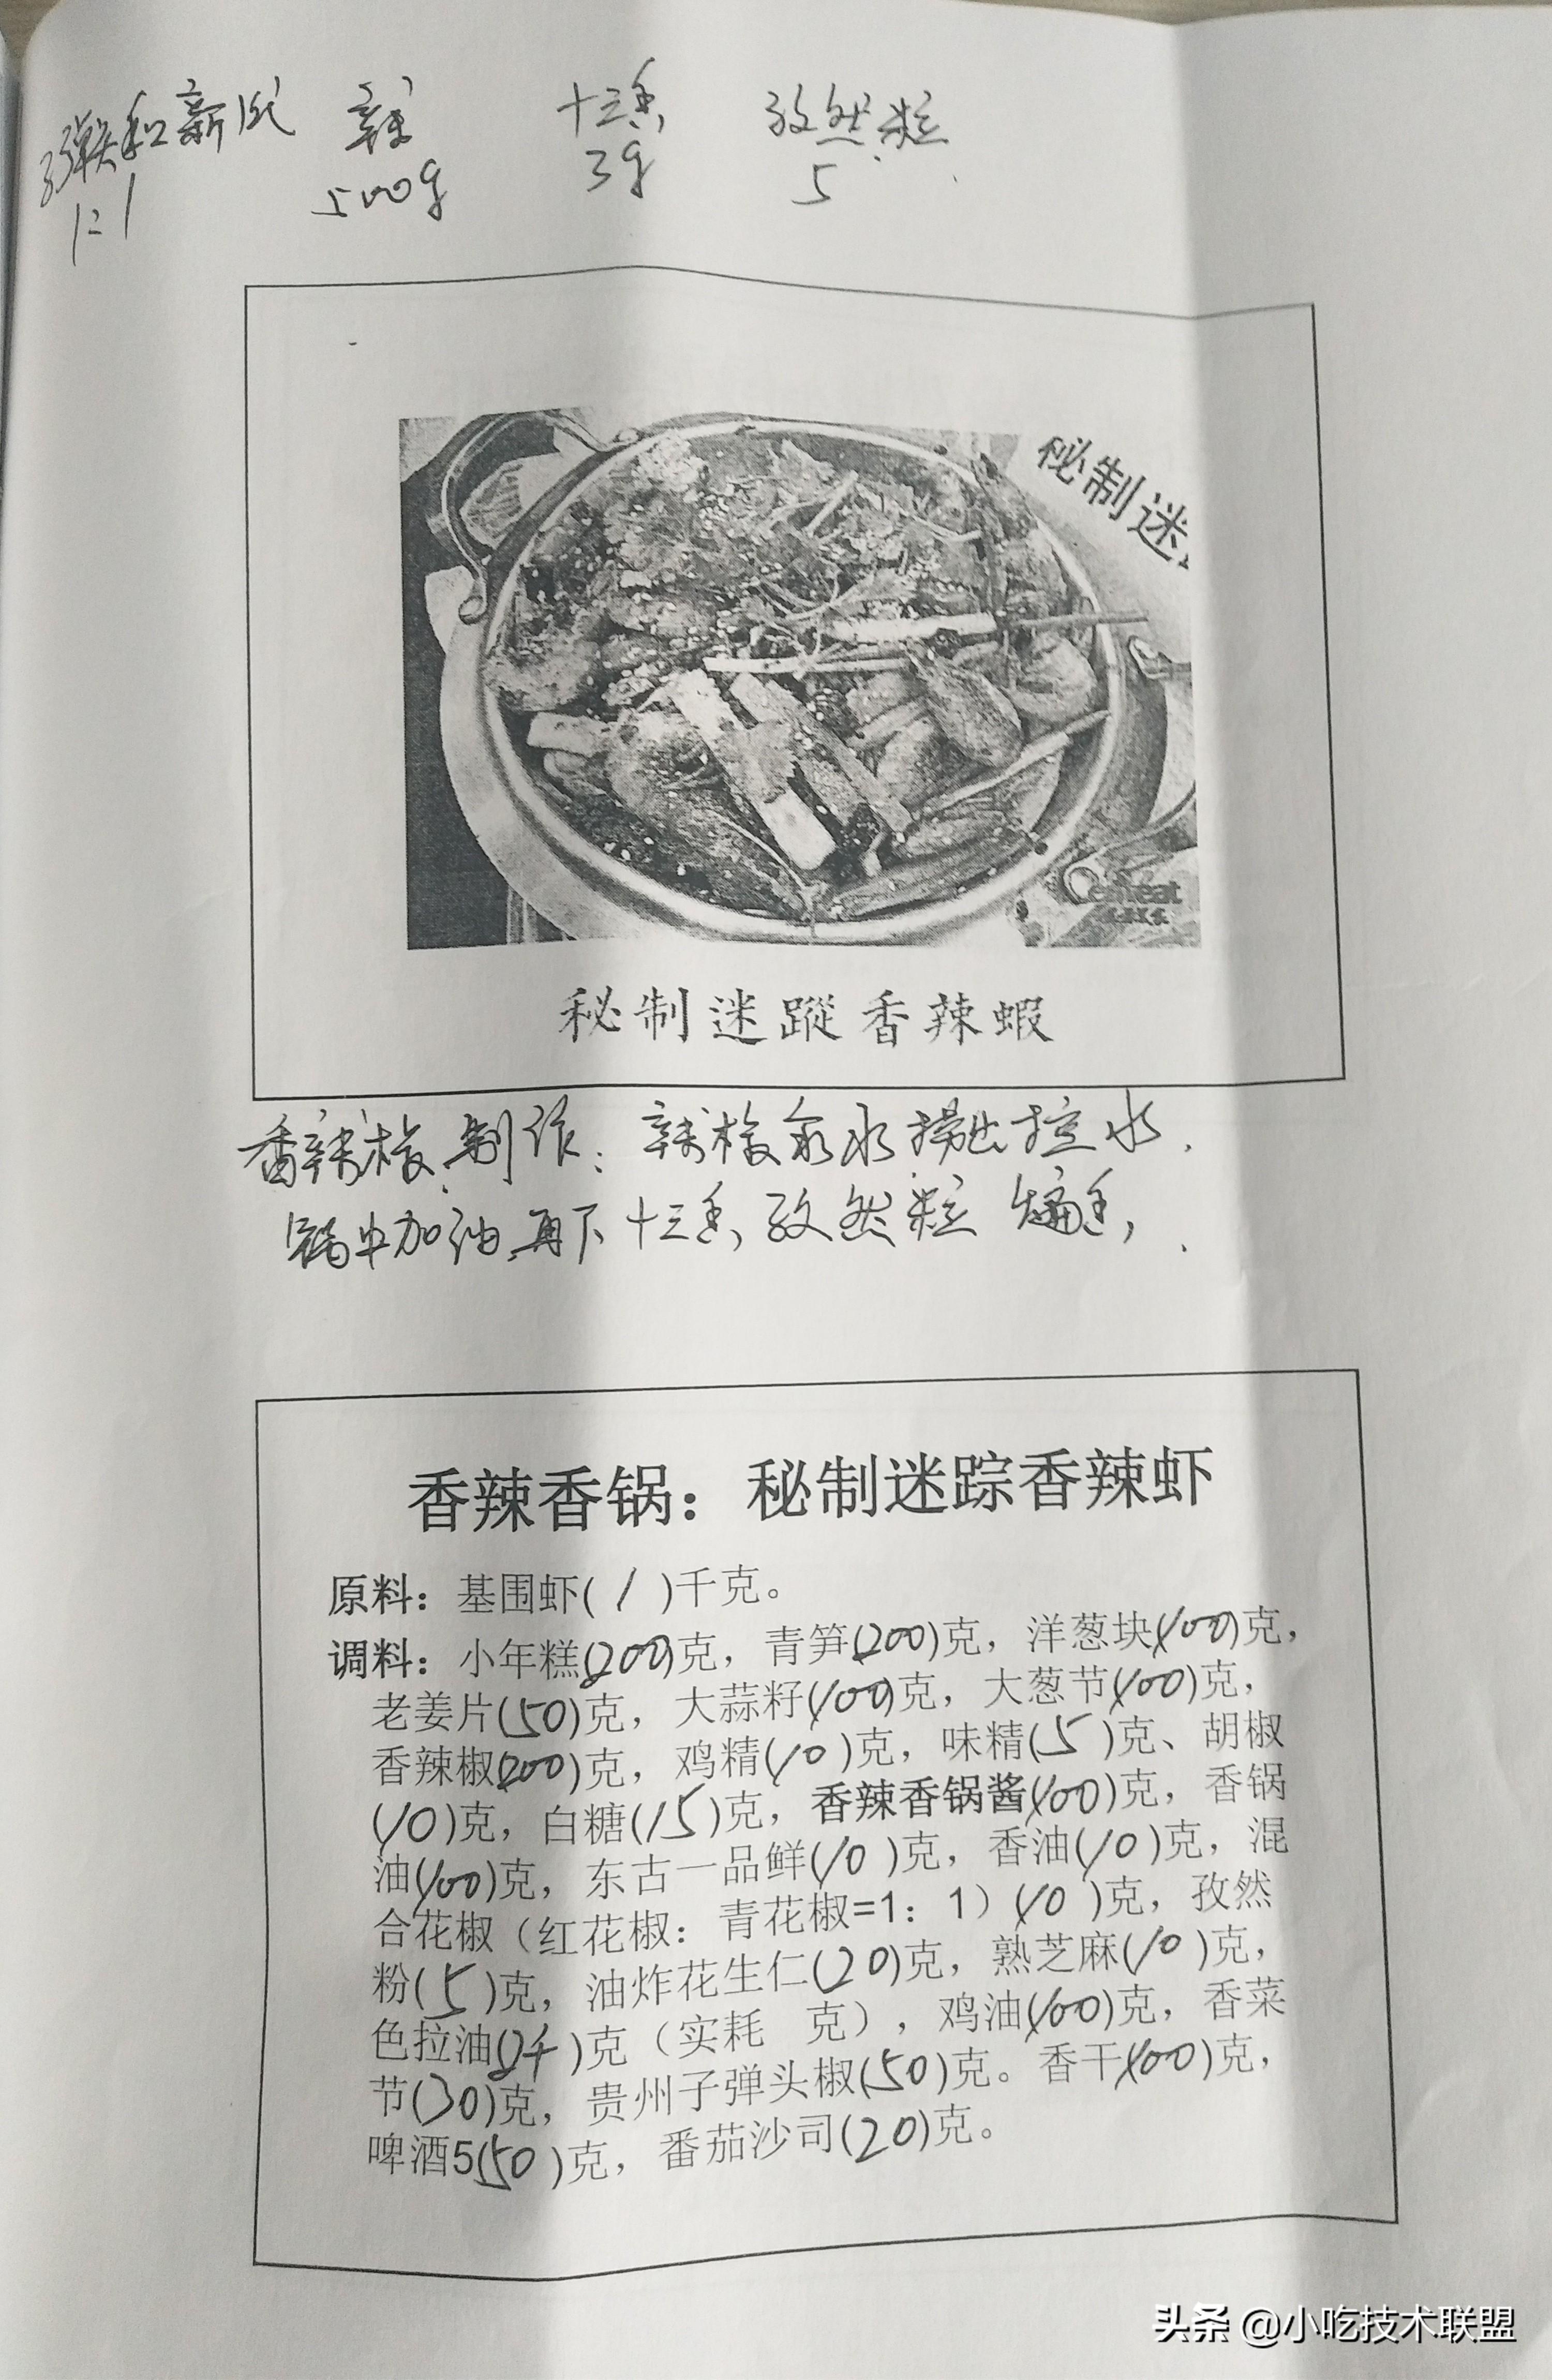 子弹头和新一代 辣 十三香 孜然粒
1:1 500g 3g 5
秘制迷
秘製迷蹤香辣蝦
香辣椒制作：辣椒汆水捞出控水.
锅中加油再下十三香, 孜然粒 煸香,
香辣香锅：秘制迷踪香辣虾
原料：基围虾(1)千克。
调料：小年糕(200)克，青笋(200)克，洋葱块(100)克，
老姜片(50)克，大蒜籽(100)克，大葱节(100)克，
香辣椒(200)克，鸡精(10)克，味精(5)克、胡椒
(10)克，白糖(15)克，香辣香锅酱(100)克，香锅
油(100)克，东古一品鲜(10)克，香油(10)克，混
合花椒（红花椒：青花椒=1：1）(10)克，孜然
粉(5)克，油炸花生仁(20)克，熟芝麻(10)克，
色拉油()克（实耗 克），鸡油(100)克，香菜
节(30)克，贵州子弹头椒(50)克。香干(100)克，
啤酒5(50)克，番茄沙司(20)克。
头条 @小吃技术联盟